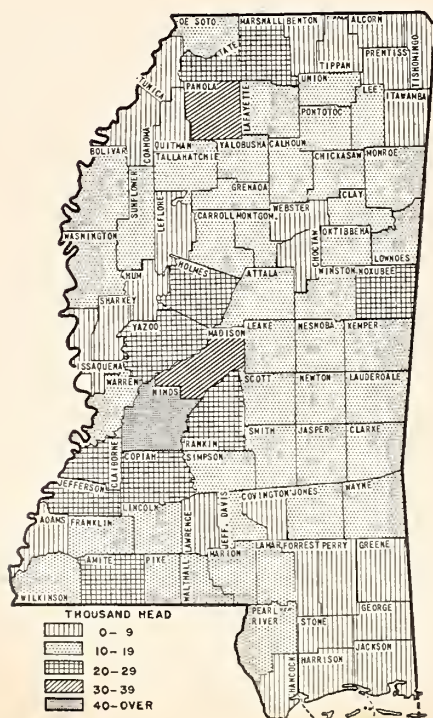 DE SOTO MARSHALL BENTON ALCORN
TATE TIPPAN PRENTISS TISHOMINGO
TUNICA PANOLA LAFAYETTE UNION LEE ITAWAMBA
COAHOMA QUITMAN YALOBUSHA CALHOUN PONTOTOC
BOLIVAR TALLAHATCHIE CHICKASAW MONROE
SUNFLOWER LEFLORE GRENADA WEBSTER CLAY
WASHINGTON CARROLL MONTGOM. CHOCTAW OKTIBBEHA LOWNDES
HUM HOLMES ATTALA WINSTON NOXUBEE
SHARKEY YAZOO MADISON LEAKE NESHOBA KEMPER
ISSAQUENA WARREN HINDS SCOTT NEWTON LAUDERDALE
CLAIBORNE RANKIN SMITH JASPER CLARKE
JEFFERSON COPIAH SIMPSON
ADAMS FRANKLIN LINCOLN LAWRENCE JEFF. DAVIS COVINGTON JONES WAYNE
WILKINSON AMITE PIKE WALTHALL MARION LAMAR FORREST PERRY GREENE
PEARL RIVER STONE GEORGE
HANCOCK HARRISON JACKSON
THOUSAND HEAD
0-9
10-19
20-29
30-39
40-OVER